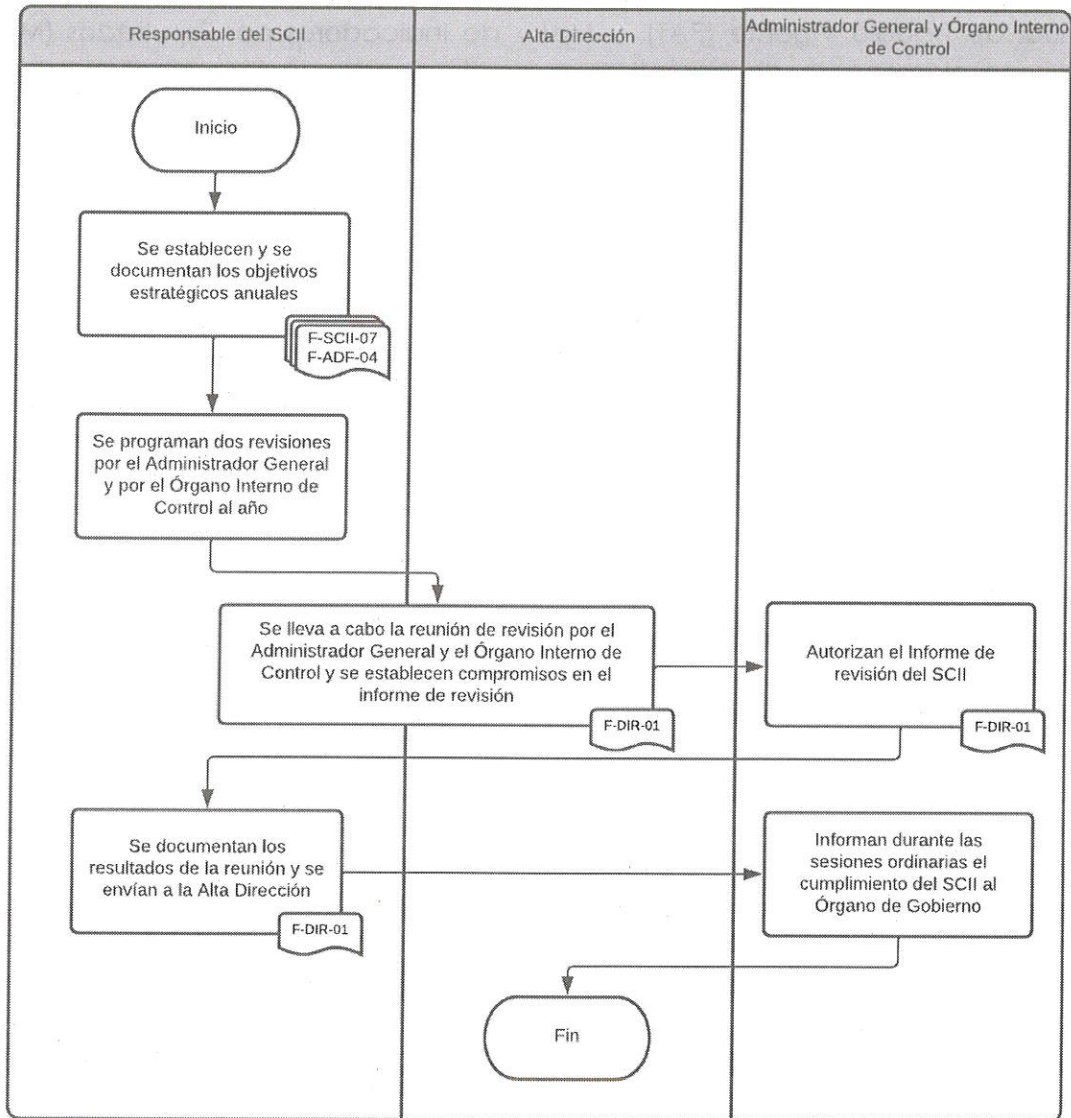 Responsable del SCII
Alta Dirección
Administrador General y Órgano Interno
de Control
Inicio
Se establecen y se
documentan los objetivos
estratégicos anuales
F-SCII-07
F-ADF-04
Se programan dos revisiones
por el Administrador General
y por el Órgano Interno de
Control al año
Se lleva a cabo la reunión de revisión por el
Administrador General y el Órgano Interno de
Control y se establecen compromisos en el
informe de revisión
F-DIR-01
Autorizan el Informe de
revisión del SCII
F-DIR-01
Se documentan los
resultados de la reunión y se
envían a la Alta Dirección
F-DIR-01
Informan durante las
sesiones ordinarias el
cumplimiento del SCII al
Órgano de Gobierno
Fin